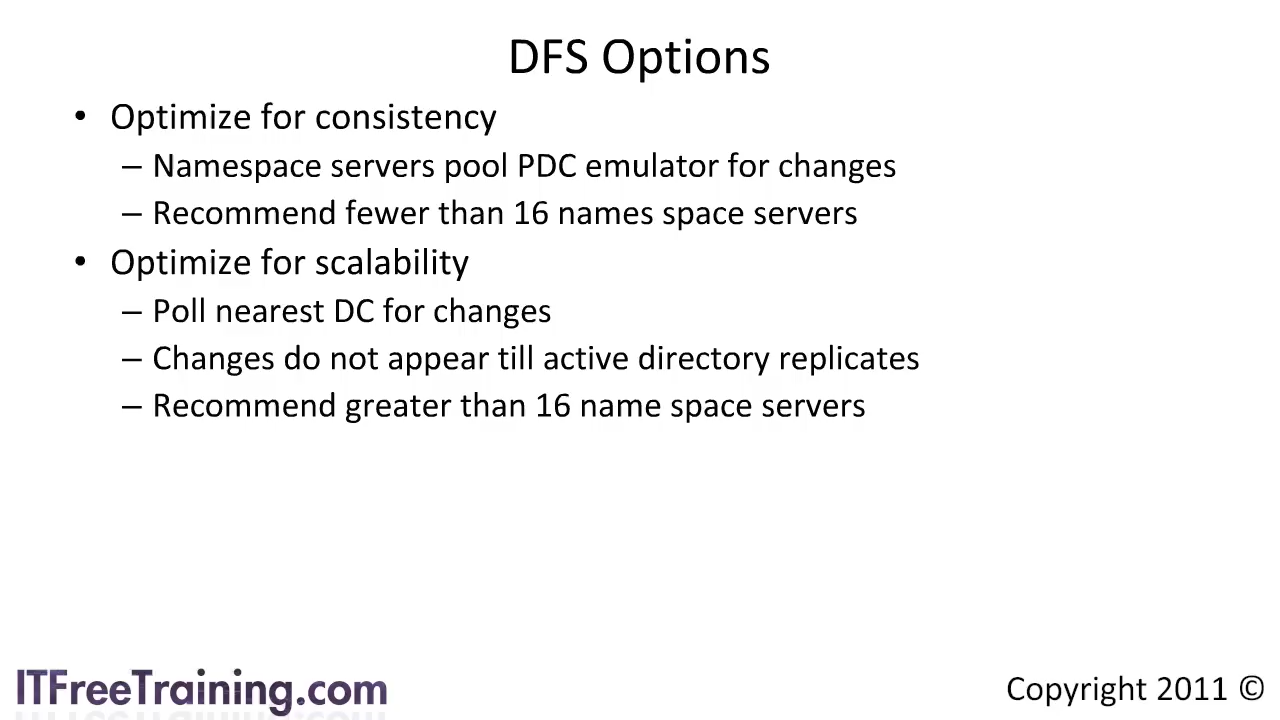 DFS Options
• Optimize for consistency
– Namespace servers pool PDC emulator for changes
– Recommend fewer than 16 names space servers
• Optimize for scalability
– Poll nearest DC for changes
– Changes do not appear till active directory replicates
– Recommend greater than 16 name space servers
ITFreeTraining.com
Copyright 2011 ©